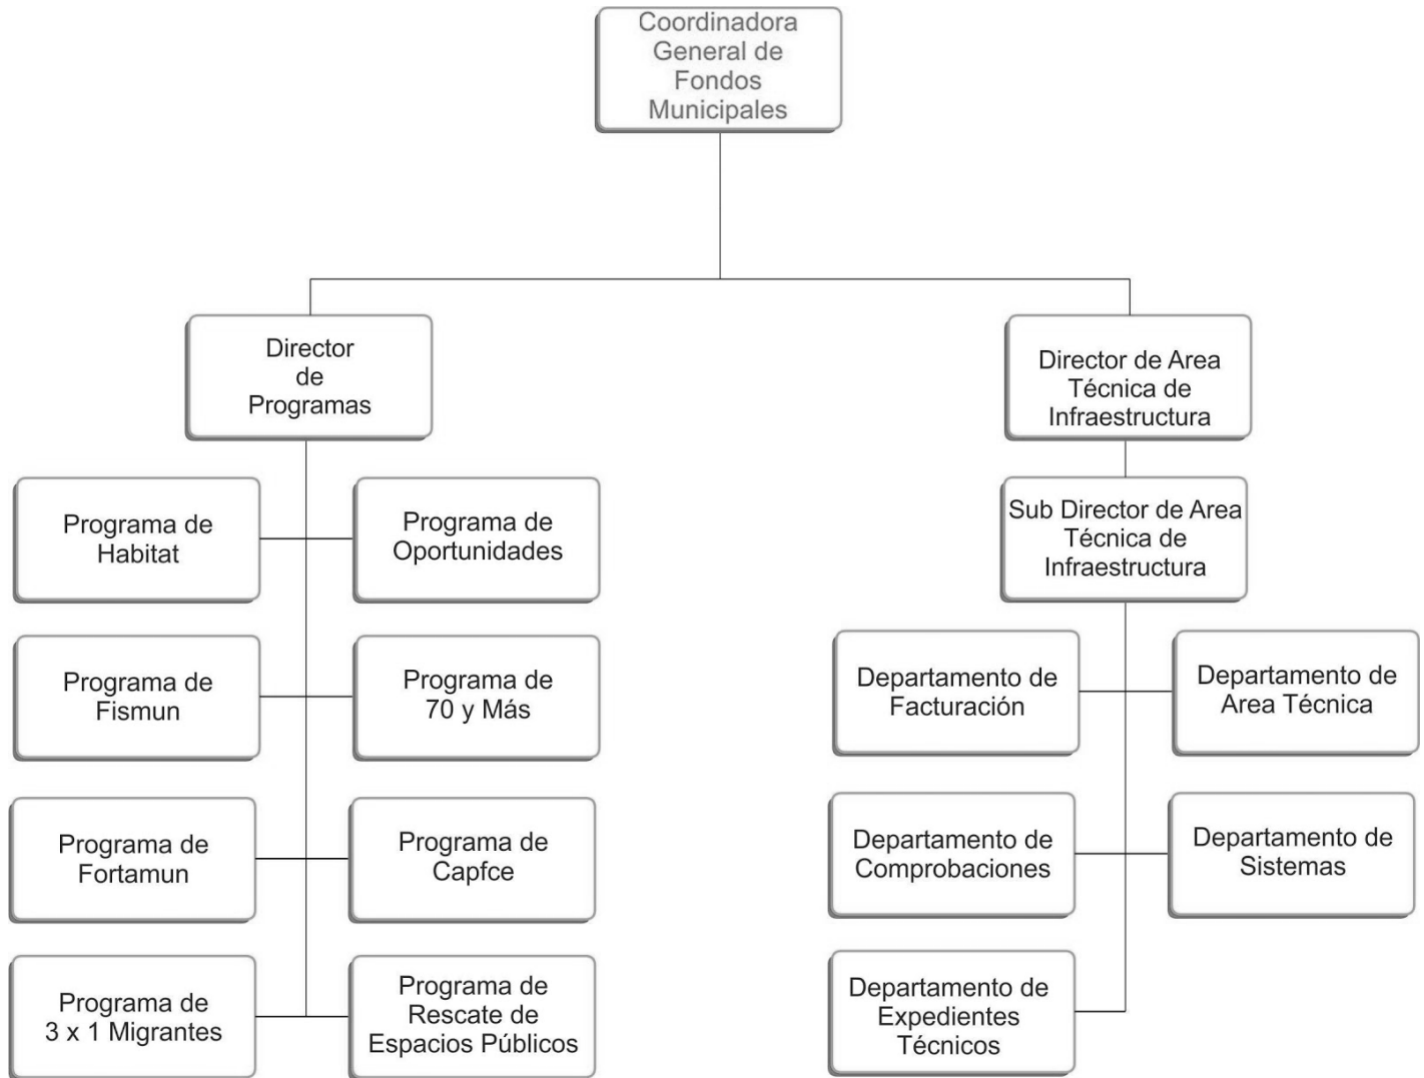 Coordinadora
General de
Fondos
Municipales
Director
de
Programas
Director de Area
Técnica de
Infraestructura
Programa de
Habitat
Programa de
Oportunidades
Sub Director de Area
Técnica de
Infraestructura
Programa de
Fismun
Programa de
70 y Más
Departamento de
Facturación
Departamento de
Area Técnica
Programa de
Fortamun
Programa de
Capfce
Departamento de
Comprobaciones
Departamento de
Sistemas
Programa de
3 x 1 Migrantes
Programa de
Rescate de
Espacios Públicos
Departamento de
Expedientes
Técnicos